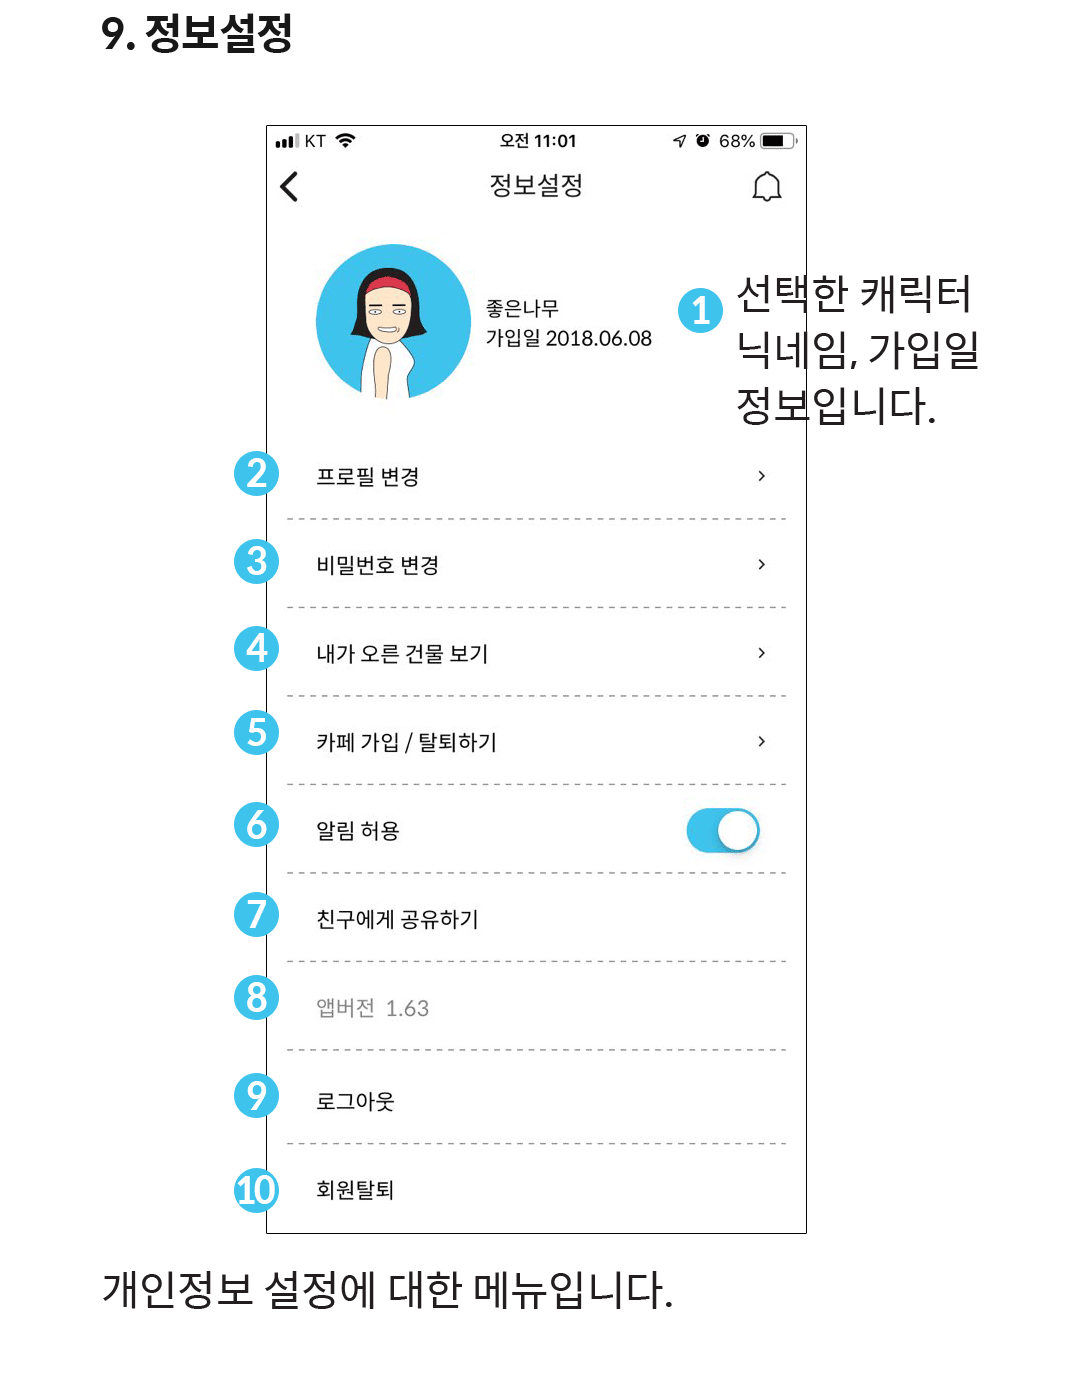 9. 정보설정
KT 오전 11:01 68%
정보설정
좋은나무
가입일 2018.06.08
1 선택한 캐릭터
닉네임, 가입일
정보입니다.
2 프로필 변경
3 비밀번호 변경
4 내가 오른 건물 보기
5 카페 가입 / 탈퇴하기
6 알림 허용
7 친구에게 공유하기
8 앱버전 1.63
9 로그아웃
10 회원탈퇴
개인정보 설정에 대한 메뉴입니다.